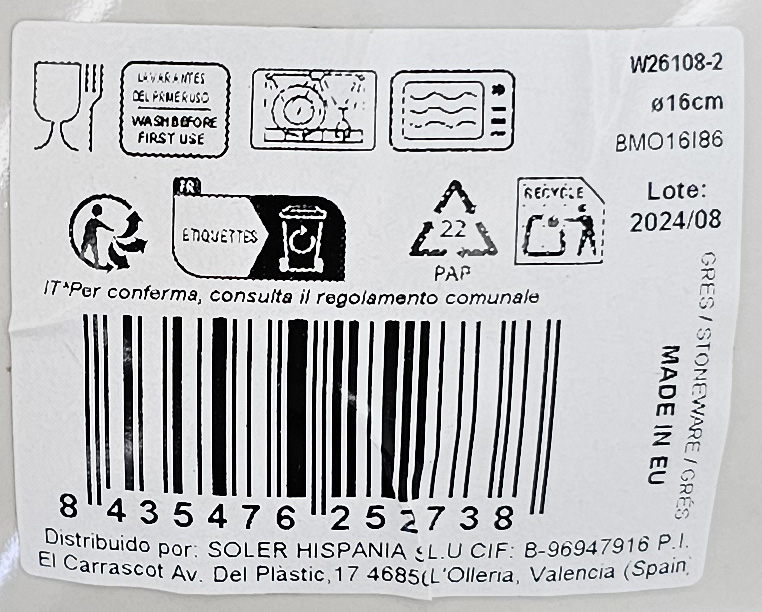 LAVAR ANTES
DEL PRIMER USO
WASH BEFORE
FIRST USE
W26108-2
ø16cm
BMO16I86
Lote:
2024/08
FR
ETIQUETTES
22
PAP
RECYCLE
IT*Per conferma, consulta il regolamento comunale
GRES / STONEWARE / GRÉS
MADE IN EU
8 435476 252738
Distribuido por: SOLER HISPANIA S.L.U CIF: B-96947916 P.I.
El Carrascot Av. Del Plàstic,17 46850 L'Olleria, Valencia (Spain)